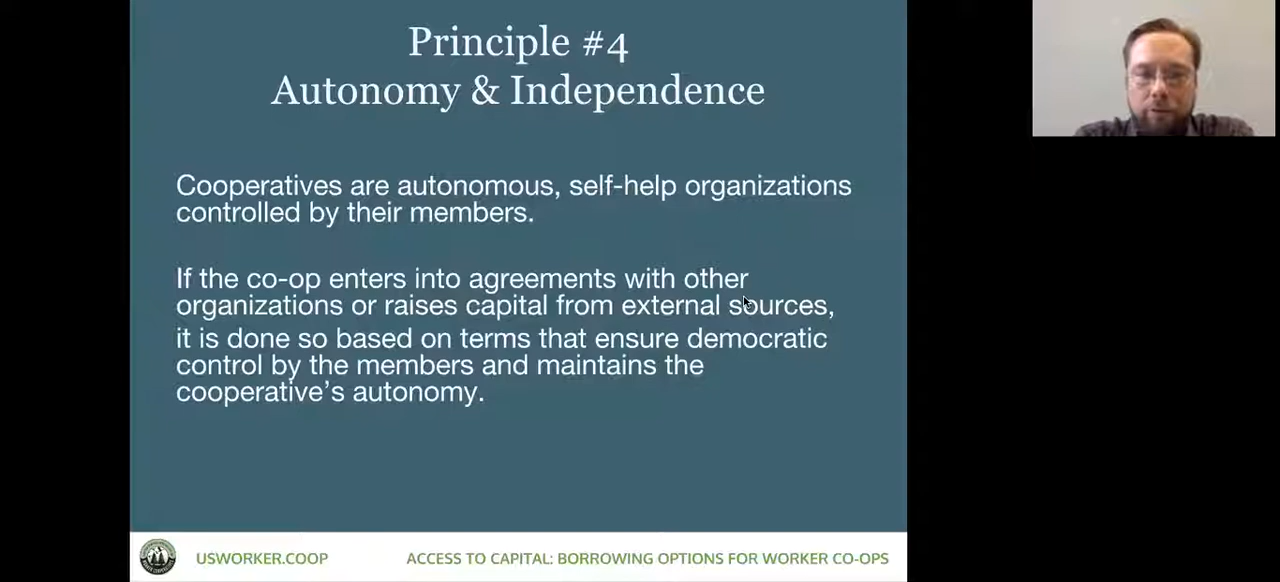 Principle #4
Autonomy & Independence
Cooperatives are autonomous, self-help organizations
controlled by their members.
If the co-op enters into agreements with other
organizations or raises capital from external sources,
it is done so based on terms that ensure democratic
control by the members and maintains the
cooperative’s autonomy.
USWORKER.COOP
ACCESS TO CAPITAL: BORROWING OPTIONS FOR WORKER CO-OPS